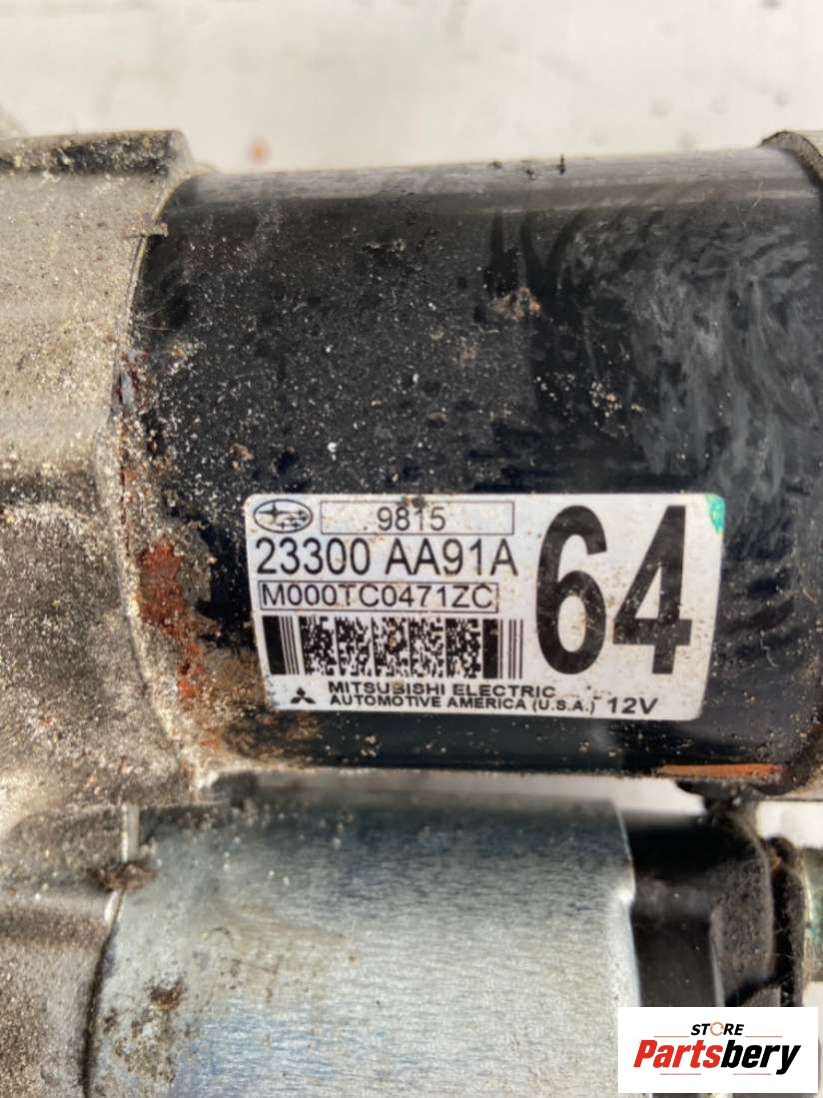 9815
23300 AA91A
M000TC0471ZC
64
MITSUBISHI ELECTRIC
AUTOMOTIVE AMERICA (U.S.A.) 12V
STORE
Partsbery